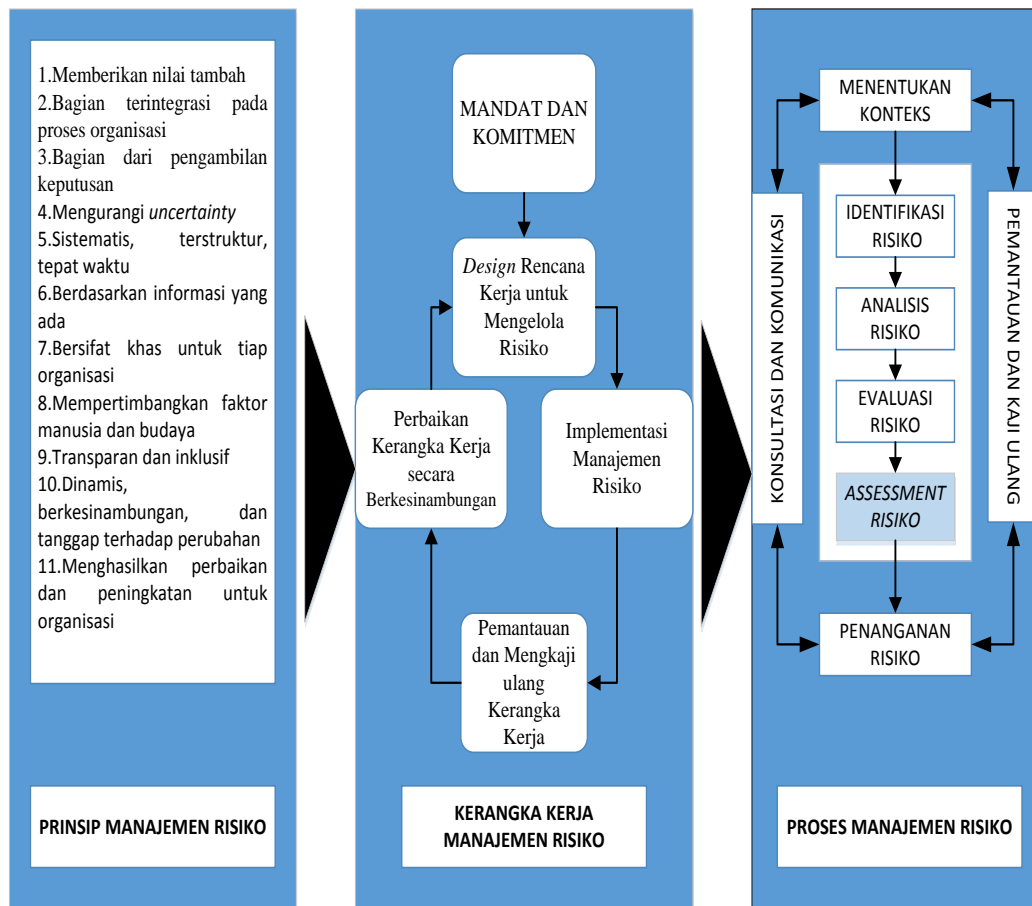 1.Memberikan nilai tambah
2.Bagian terintegrasi pada
proses organisasi
3.Bagian dari pengambilan
keputusan
4.Mengurangi uncertainty
5.Sistematis, terstruktur,
tepat waktu
6.Berdasarkan informasi yang
ada
7.Bersifat khas untuk tiap
organisasi
8.Mempertimbangkan faktor
manusia dan budaya
9.Transparan dan inklusif
10.Dinamis,
berkesinambungan, dan
tanggap terhadap perubahan
11.Menghasilkan perbaikan
dan peningkatan untuk
organisasi
PRINSIP MANAJEMEN RISIKO
MANDAT DAN
KOMITMEN
Design Rencana
Kerja untuk
Mengelola
Risiko
Perbaikan
Kerangka Kerja
secara
Berkesinambungan
Implementasi
Manajemen
Risiko
Pemantauan
dan Mengkaji
ulang
Kerangka
Kerja
KERANGKA KERJA
MANAJEMEN RISIKO
MENENTUKAN
KONTEKS
KONSULTASI DAN KOMUNIKASI
IDENTIFIKASI
RISIKO
ANALISIS
RISIKO
EVALUASI
RISIKO
ASSESSMENT
RISIKO
PEMANTAUAN DAN KAJI ULANG
PENANGANAN
RISIKO
PROSES MANAJEMEN RISIKO